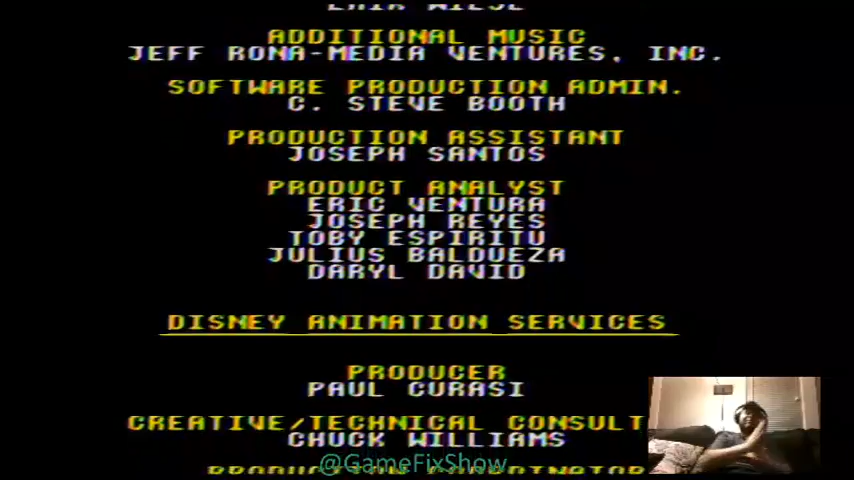 ADDITIONAL MUSIC
JEFF RONA-MEDIA VENTURES, INC.
SOFTWARE PRODUCTION ADMIN.
C. STEVE BOOTH
PRODUCTION ASSISTANT
JOSEPH SANTOS
PRODUCT ANALYST
ERIC VENTURA
JOSEPH REYES
TOBY ESPIRITU
JULIUS BALDUEZA
DARYL DAVID
DISNEY ANIMATION SERVICES
PRODUCER
PAUL CURASI
CREATIVE/TECHNICAL CONSULT
CHUCK WILLIAMS
@GameFixShow